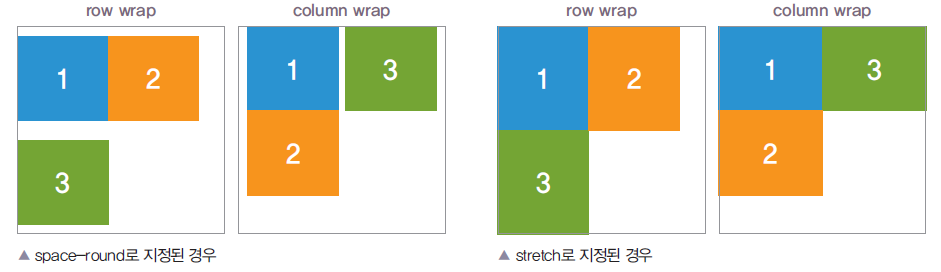 row wrap column wrap row wrap column wrap
1 2 1 3 1 2 1 3
3 2 3 2
▲ space-round로 지정된 경우 ▲ stretch로 지정된 경우